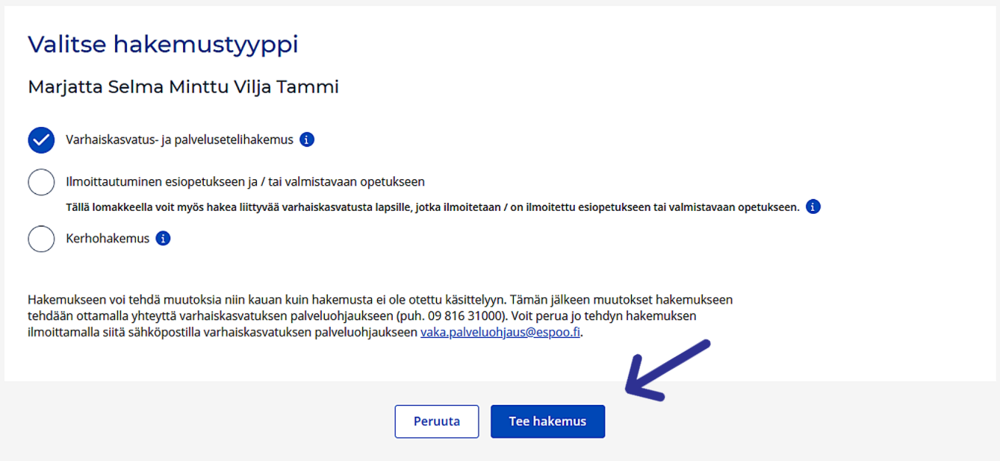 Valitse hakemustyyppi
Marjatta Selma Minttu Vilja Tammi
Varhaiskasvatus- ja palvelusetelihakemus i
Ilmoittautuminen esiopetukseen ja / tai valmistavaan opetukseen
Tällä lomakkeella voit myös hakea liittyvää varhaiskasvatusta lapsille, jotka ilmoitetaan / on ilmoitettu esiopetukseen tai valmistavaan opetukseen. i
Kerhohakemus i
Hakemukseen voi tehdä muutoksia niin kauan kuin hakemusta ei ole otettu käsittelyyn. Tämän jälkeen muutokset hakemukseen
tehdään ottamalla yhteyttä varhaiskasvatuksen palveluohjaukseen (puh. 09 816 31000). Voit perua jo tehdyn hakemuksen
ilmoittamalla siitä sähköpostilla varhaiskasvatuksen palveluohjaukseen vaka.palveluohjaus@espoo.fi.
Peruuta
Tee hakemus